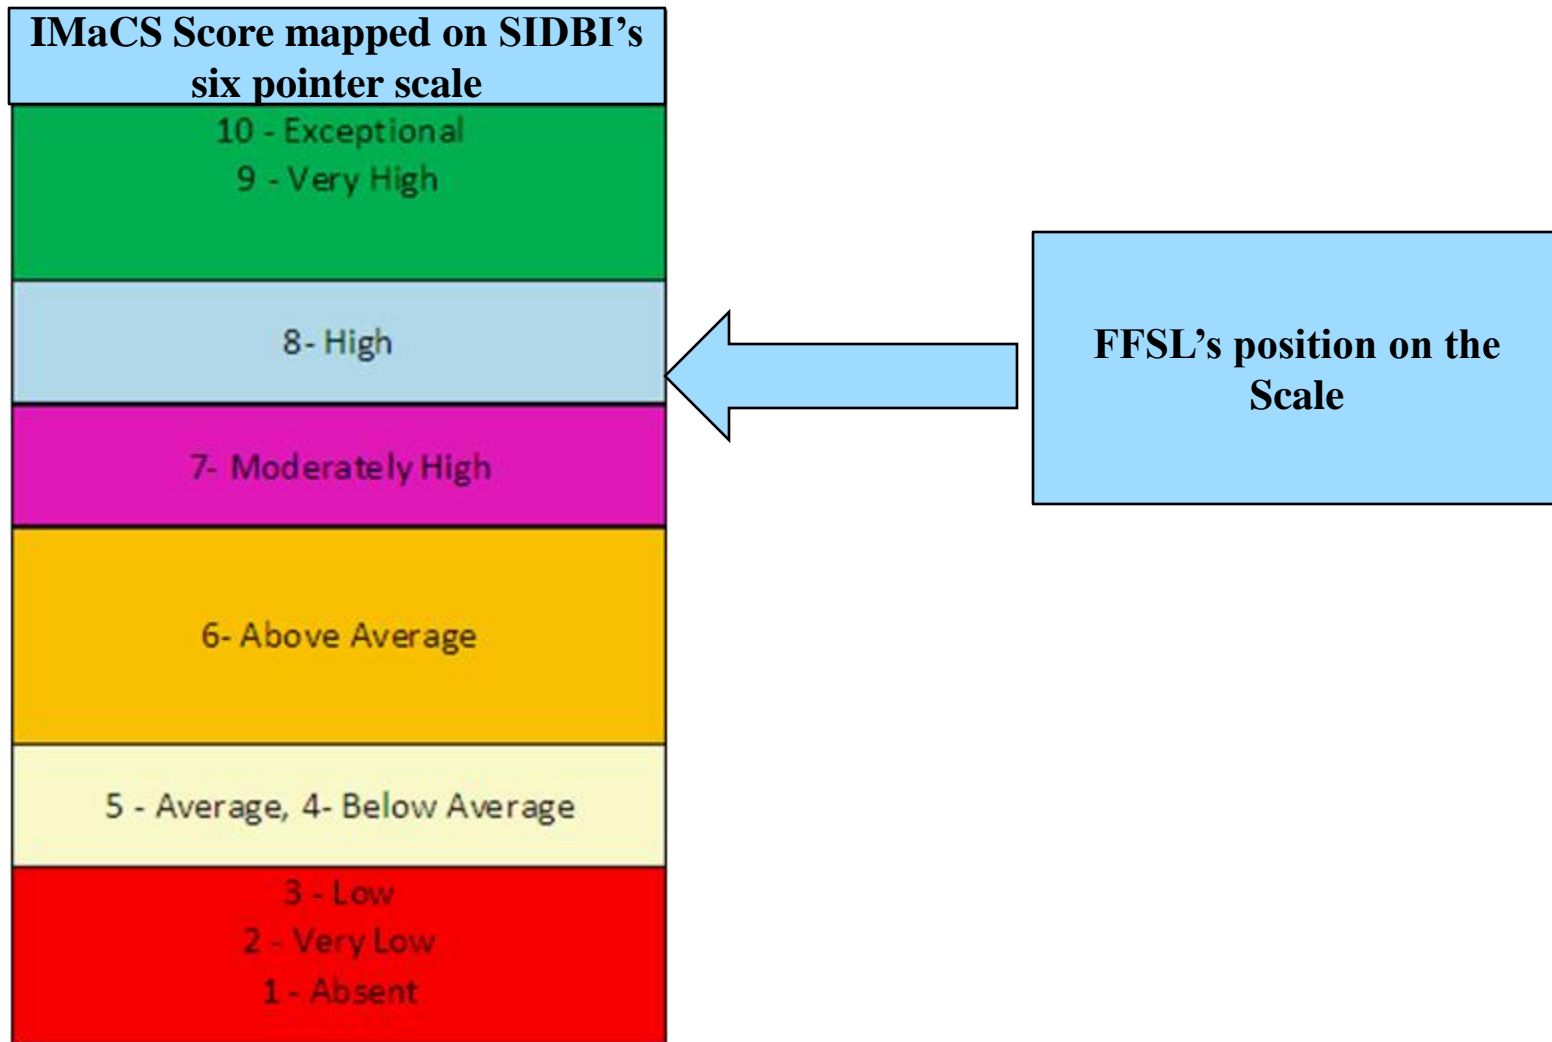 IMaCS Score mapped on SIDBI’s
six pointer scale
10 - Exceptional
9 - Very High
8- High
7- Moderately High
6- Above Average
5 - Average, 4- Below Average
3 - Low
2 - Very Low
1 - Absent
FFSL’s position on the
Scale